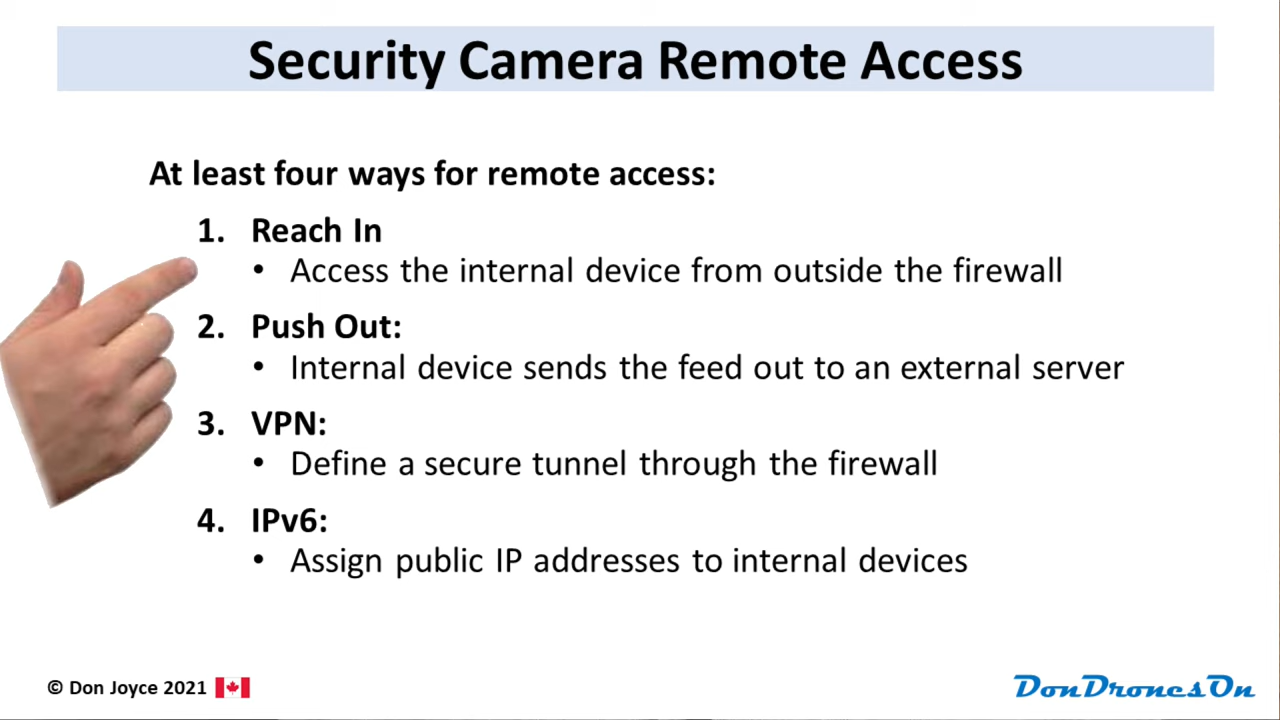 Security Camera Remote Access
At least four ways for remote access:
1. Reach In
• Access the internal device from outside the firewall
2. Push Out:
• Internal device sends the feed out to an external server
3. VPN:
• Define a secure tunnel through the firewall
4. IPv6:
• Assign public IP addresses to internal devices
© Don Joyce 2021
DonDronesOn